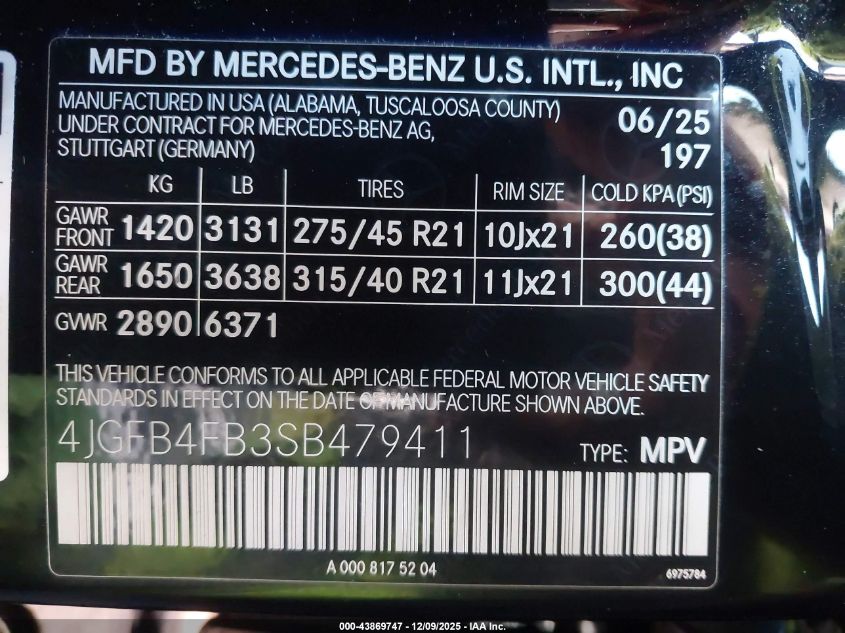 MFD BY MERCEDES-BENZ U.S. INTL., INC
MANUFACTURED IN USA (ALABAMA, TUSCALOOSA COUNTY)
UNDER CONTRACT FOR MERCEDES-BENZ AG,
STUTTGART (GERMANY)
06/25
197
KG LB TIRES RIM SIZE COLD KPA (PSI)
GAWR FRONT 1420 3131 275/45 R21 10Jx21 260(38)
GAWR REAR 1650 3638 315/40 R21 11Jx21 300(44)
GVWR 2890 6371
THIS VEHICLE CONFORMS TO ALL APPLICABLE FEDERAL MOTOR VEHICLE SAFETY
STANDARDS IN EFFECT ON THE DATE OF MANUFACTURE SHOWN ABOVE.
4JGFB4FB3SB479411 TYPE: MPV
A 000 817 52 04
6975784
000-43869747 - 12/09/2025 - IAA Inc.